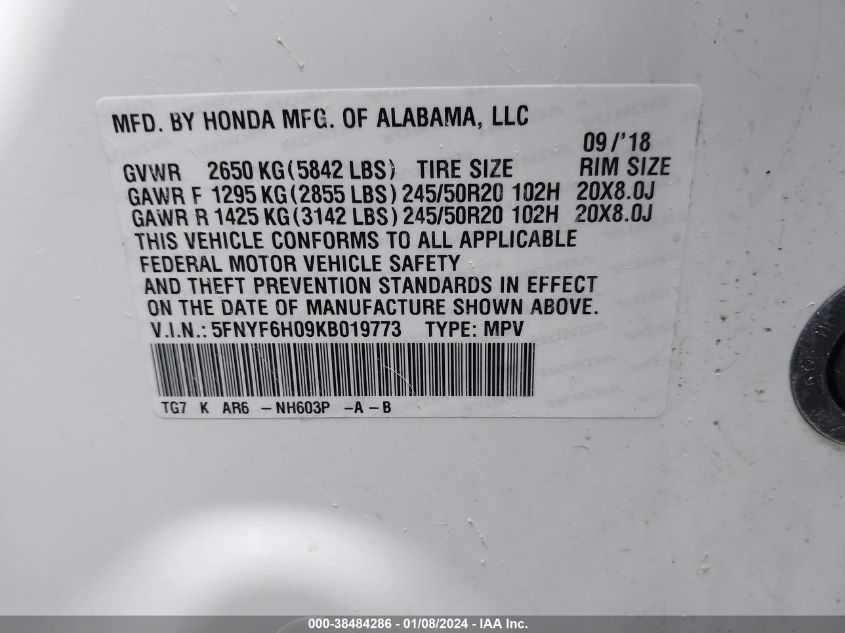 MFD. BY HONDA MFG. OF ALABAMA, LLC
09/'18
GVWR 2650 KG (5842 LBS) TIRE SIZE RIM SIZE
GAWR F 1295 KG (2855 LBS) 245/50R20 102H 20X8.0J
GAWR R 1425 KG (3142 LBS) 245/50R20 102H 20X8.0J
THIS VEHICLE CONFORMS TO ALL APPLICABLE
FEDERAL MOTOR VEHICLE SAFETY
AND THEFT PREVENTION STANDARDS IN EFFECT
ON THE DATE OF MANUFACTURE SHOWN ABOVE.
V.I.N.: 5FNYF6H09KB019773 TYPE: MPV
TG7 K AR6 -NH603P -A-B
000-38484286 - 01/08/2024 - IAA Inc.